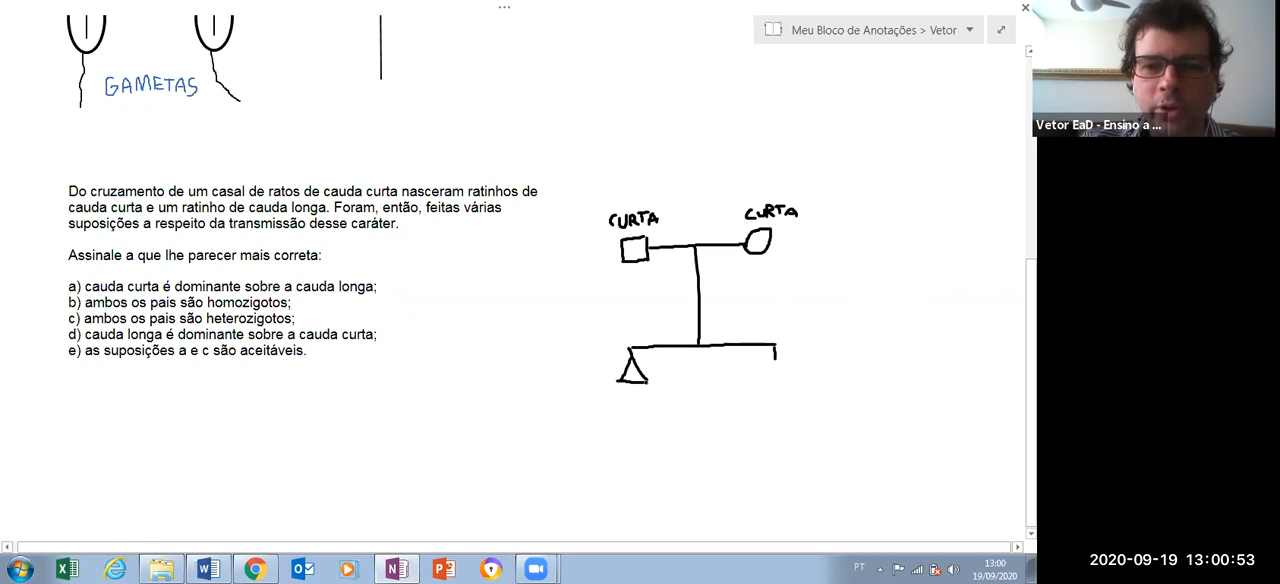 ...
Meu Bloco de Anotações > Vetor
GAMETAS
Vetor EaD - Ensino a ...
Do cruzamento de um casal de ratos de cauda curta nasceram ratinhos de
cauda curta e um ratinho de cauda longa. Foram, então, feitas várias
suposições a respeito da transmissão desse caráter.
Assinale a que lhe parecer mais correta:
a) cauda curta é dominante sobre a cauda longa;
b) ambos os pais são homozigotos;
c) ambos os pais são heterozigotos;
d) cauda longa é dominante sobre a cauda curta;
e) as suposições a e c são aceitáveis.
CURTA
CURTA
PT
13:00
19/09/2020
2020-09-19 13:00:53